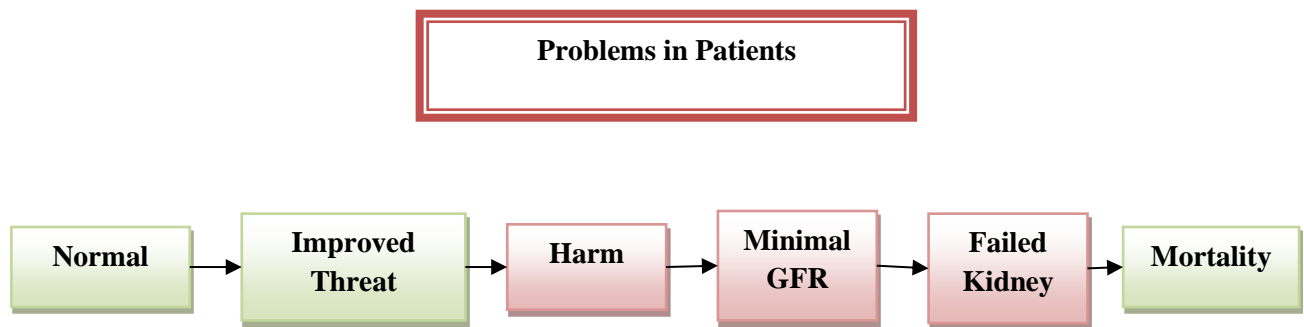 Problems in Patients
Normal
Improved
Threat
Harm
Minimal
GFR
Failed
Kidney
Mortality